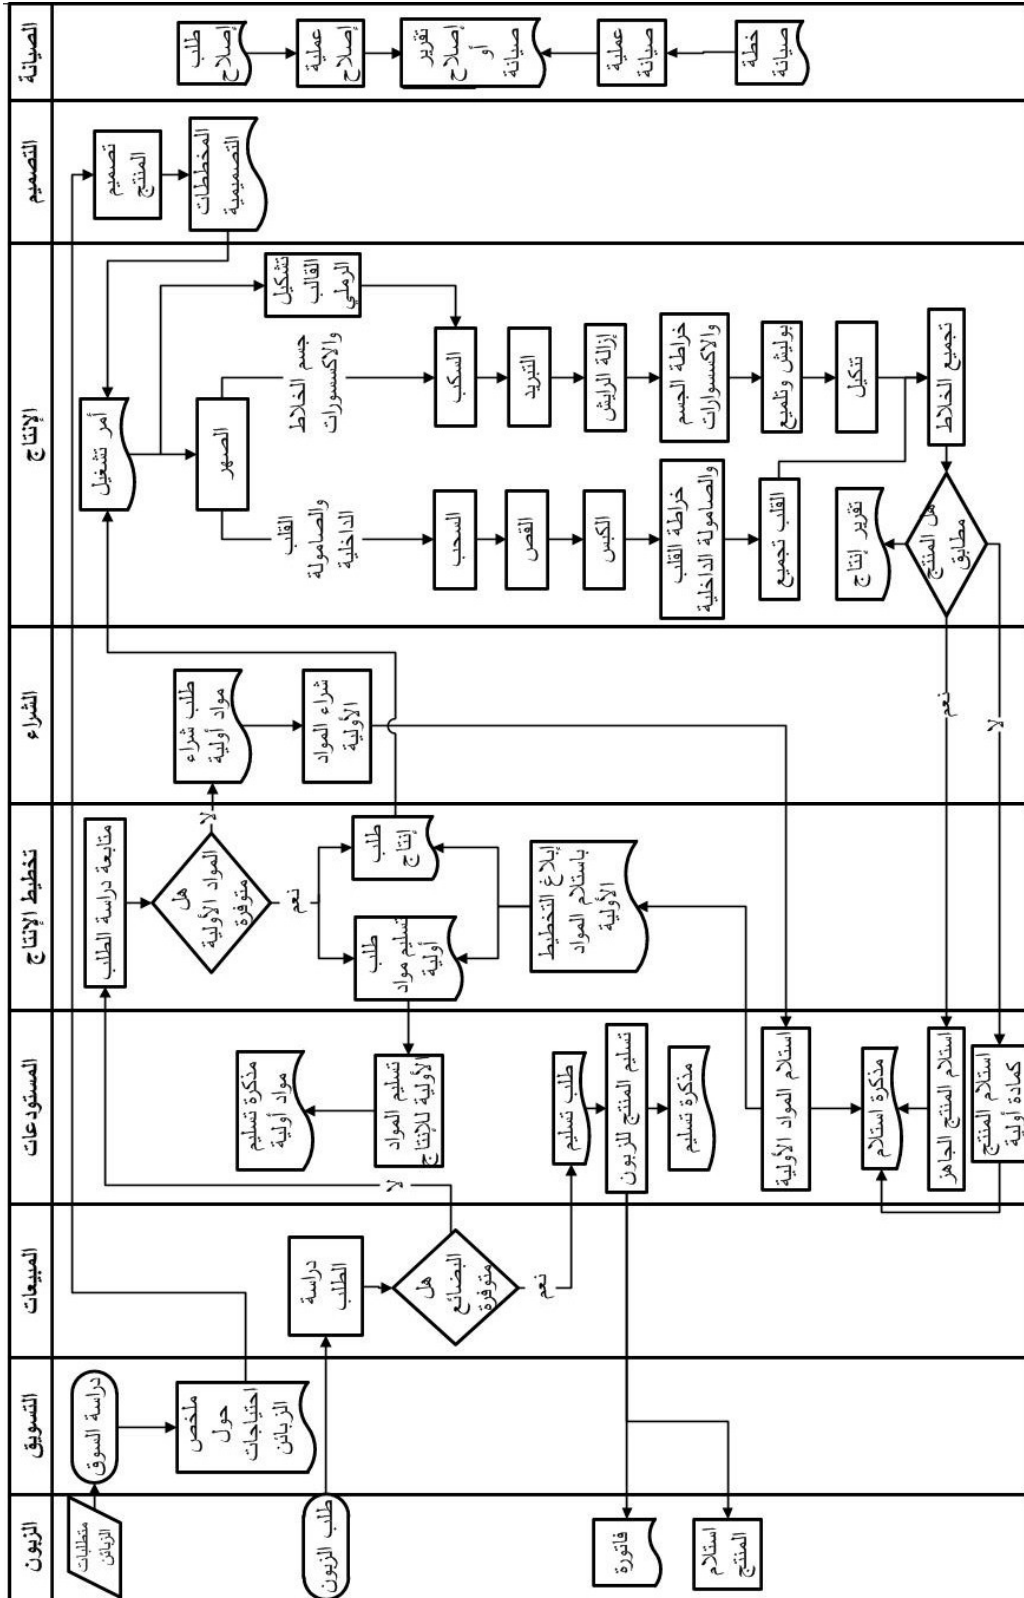 الزبون
التسويق
المبيعات
المستودعات
تخطيط الإنتاج
الشراء
الإنتاج
التصميم
الصيانة
متطلبات
الزبائن
طلب الزبون
فاتورة
استلام
المنتج
دراسة السوق
ملخص
حول
احتياجات
الزبائن
دراسة
الطلب
هل
البضائع
متوفرة
لا
نعم
مذكرة تسليم
مواد أولية
تسليم المواد
الأولية للإنتاج
طلب تسليم
تسليم المنتج للزبون
مذكرة تسليم
استلام المواد الأولية
مذكرة استلام
استلام المنتج الجاهز
استلام المنتج
كمادة أولية
متابعة دراسة الطلب
هل
المواد الأولية
متوفرة
لا
نعم
طلب
تسليم مواد
أولية
طلب
إنتاج
إبلاغ التخطيط
باستلام المواد
الأولية
طلب شراء
مواد أولية
شراء المواد
الأولية
نعم
لا
أمر تشغيل
الصهر
تشكيل
القالب
الرملي
القلب
والصامولة
الداخلية
جسم الخلاط
والاكسسورات
السحب
القص
الكبس
خراطة القلب
والصامولة الداخلية
القلب تجميع
السكب
التبريد
إزالة الرايش
خراطة الجسم
والاكسسوارات
بوليش وتلميع
تنكيل
تجميع الخلاط
تقرير إنتاج
هل المنتج
مطابق
تصميم
المنتج
المخططات
التصميمية
طلب
إصلاح
عملية
إصلاح
تقرير
إصلاح
أو
صيانة
عملية
صيانة
خطة
صيانة